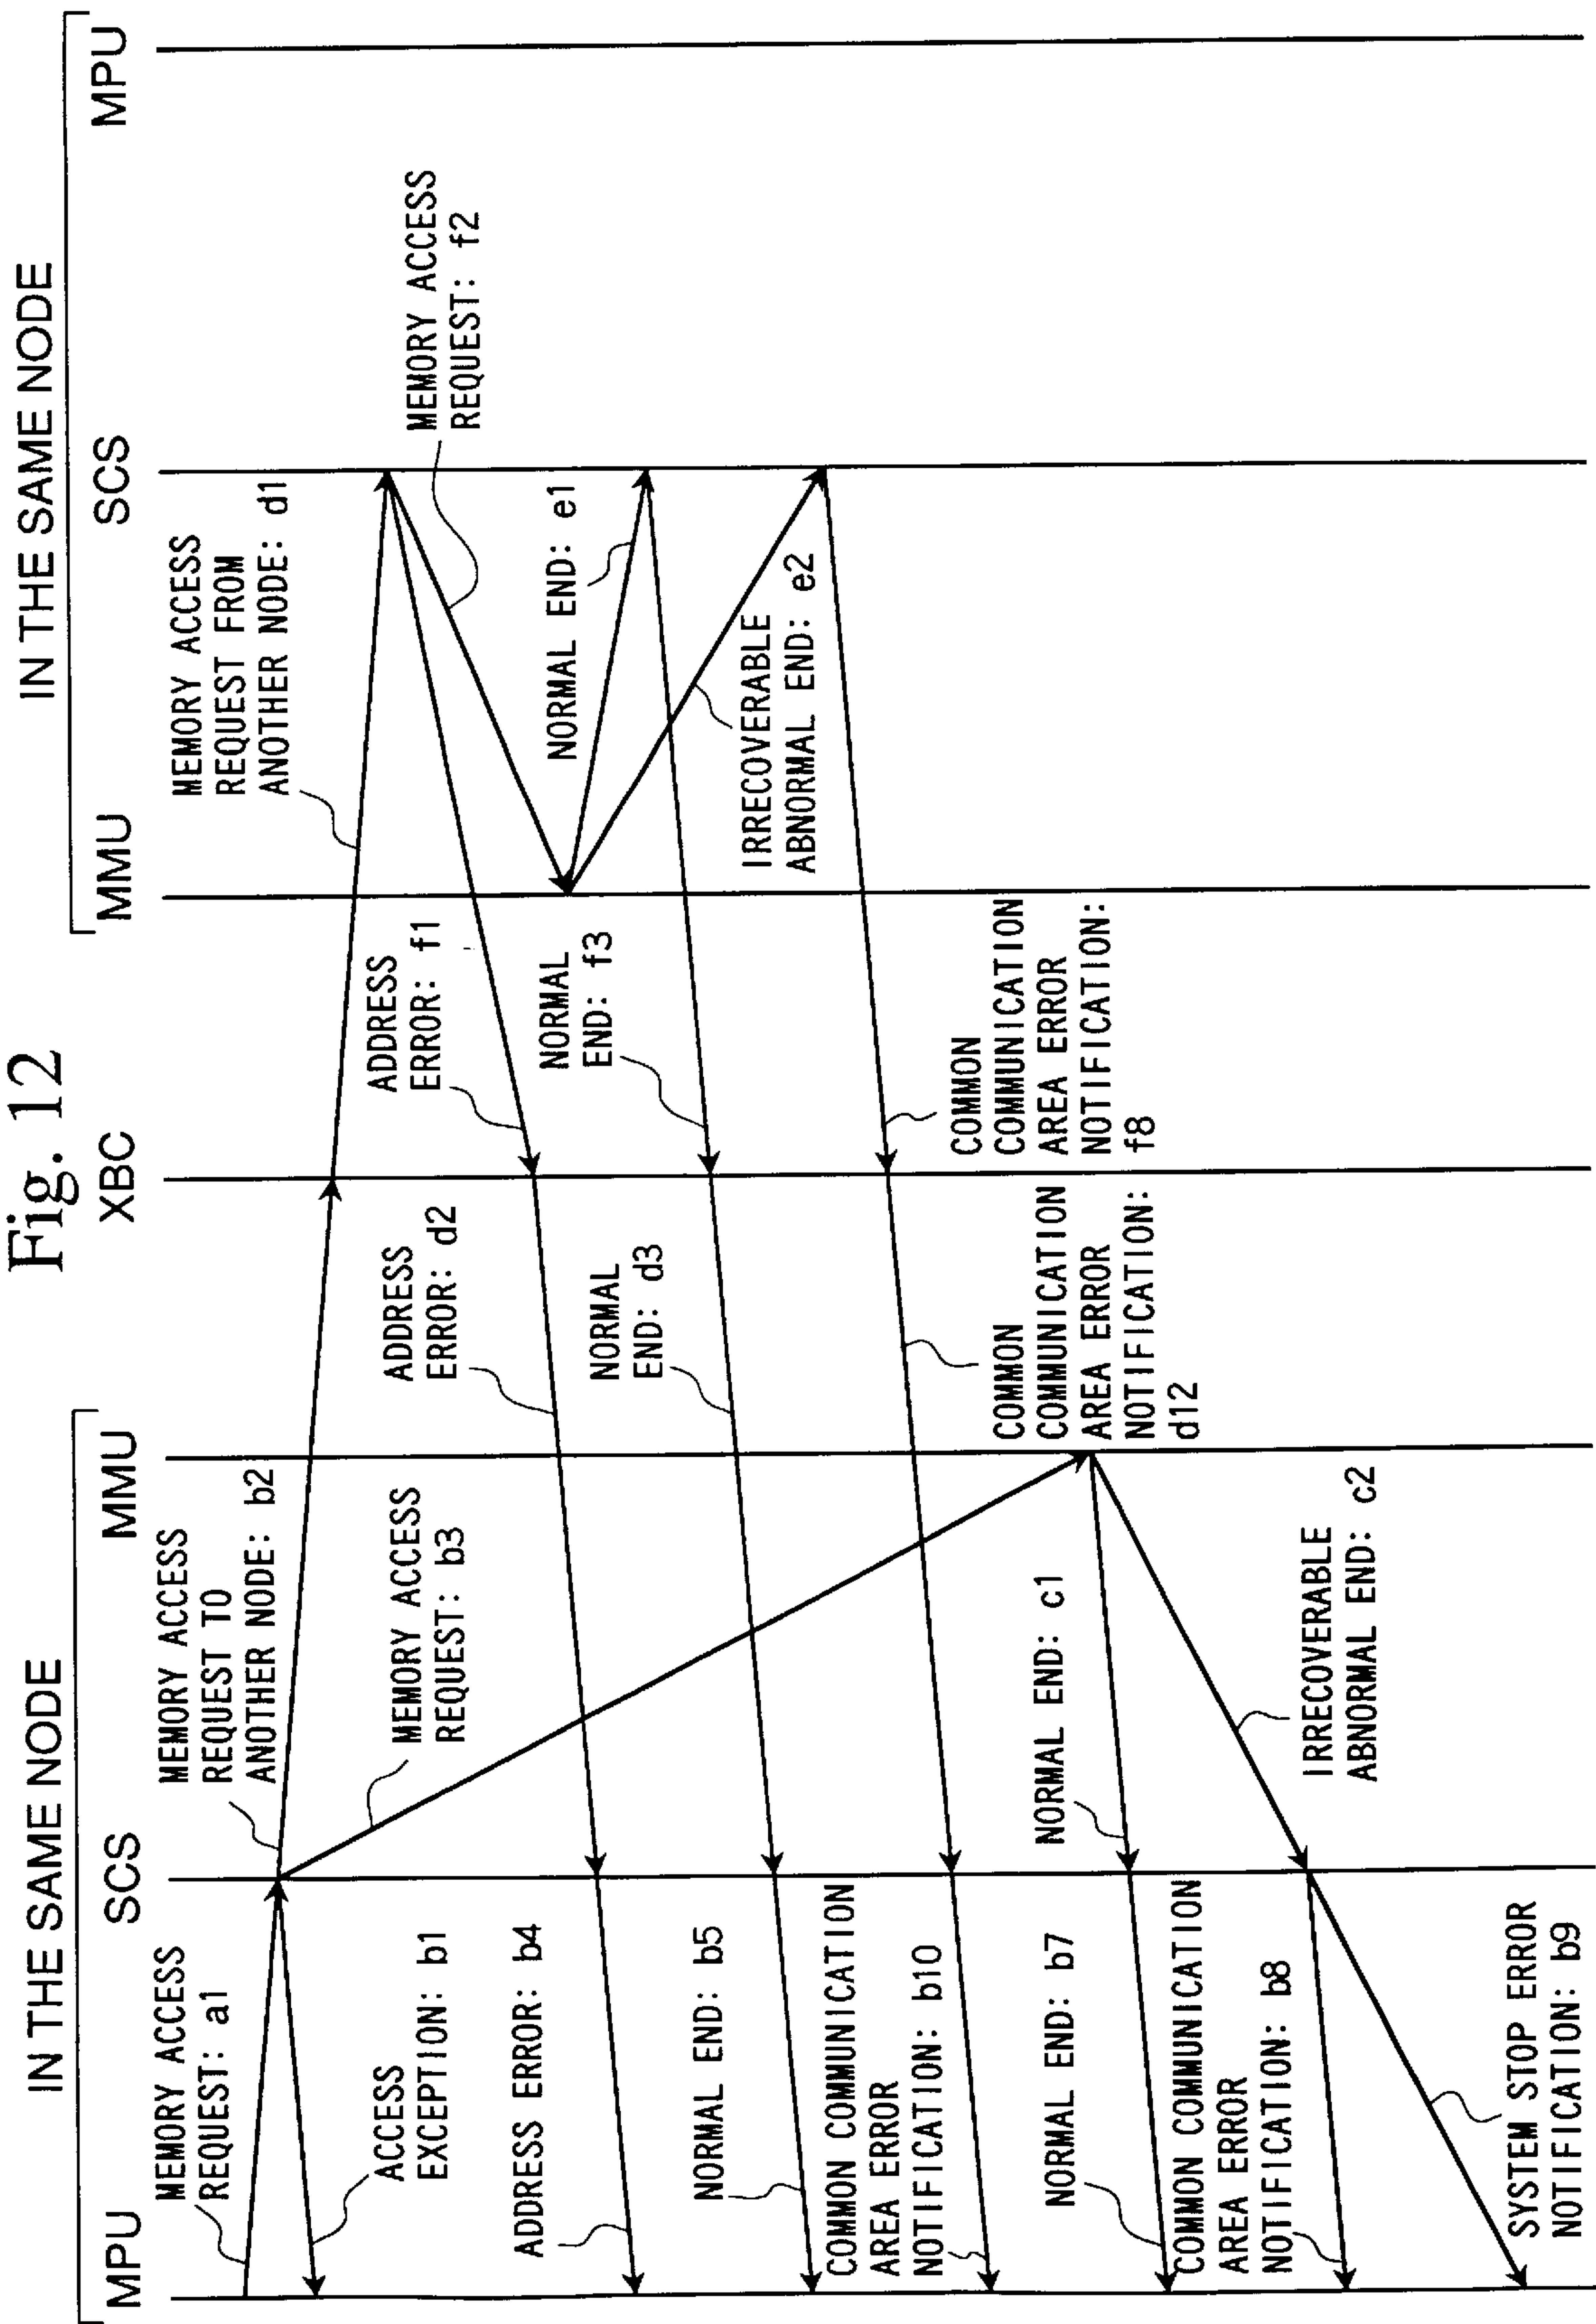 Fig. 12
IN THE SAME NODE
IN THE SAME NODE
MPU
SCS
MMU
XBC
MMU
SCS
MPU
MEMORY ACCESS
REQUEST: a1
ACCESS
EXCEPTION: b1
MEMORY ACCESS
REQUEST TO
ANOTHER NODE: b2
MEMORY ACCESS
REQUEST: b3
MEMORY ACCESS
REQUEST FROM
ANOTHER NODE: d1
MEMORY ACCESS
REQUEST: f2
ADDRESS ERROR: b4
ADDRESS
ERROR: d2
ADDRESS
ERROR: f1
NORMAL END: e1
NORMAL END: b5
NORMAL
END: d3
NORMAL
END: f3
IRRECOVERABLE
ABNORMAL END: e2
COMMON COMMUNICATION
AREA ERROR
NOTIFICATION: b10
COMMON
COMMUNICATION
AREA ERROR
NOTIFICATION:
d12
COMMON
COMMUNICATION
AREA ERROR
NOTIFICATION:
f8
NORMAL END: b7
NORMAL END: c1
COMMON COMMUNICATION
AREA ERROR
NOTIFICATION: b8
IRRECOVERABLE
ABNORMAL END: c2
SYSTEM STOP ERROR
NOTIFICATION: b9